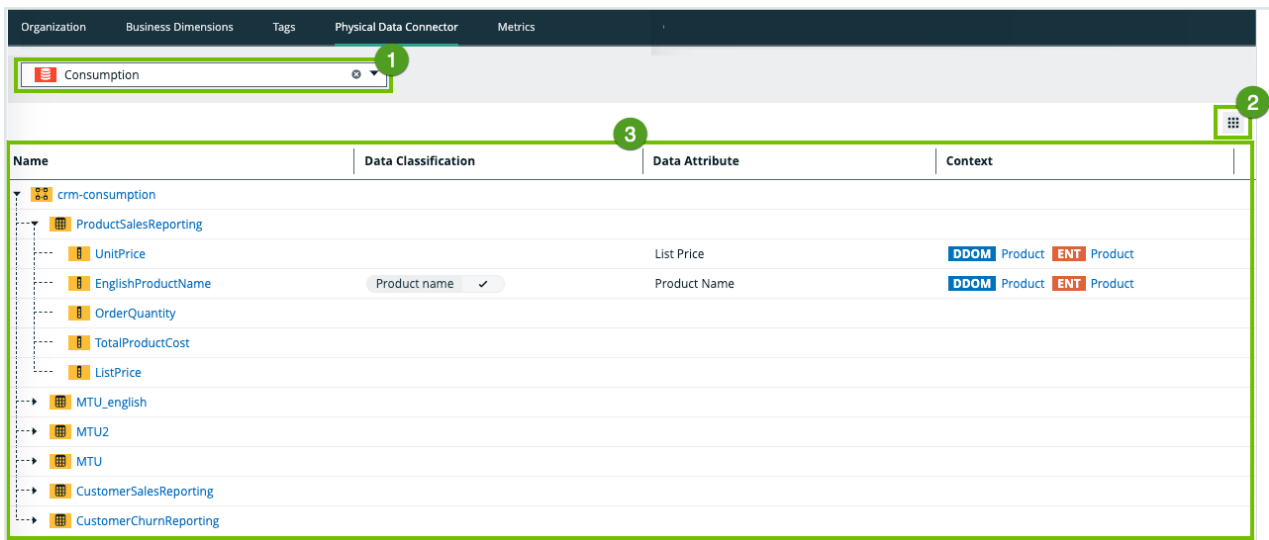 Organization Business Dimensions Tags Physical Data Connector Metrics
1
Consumption
2
3
Name Data Classification Data Attribute Context
crm-consumption
ProductSalesReporting
UnitPrice List Price DDOM Product ENT Product
EnglishProductName Product name Product Name DDOM Product ENT Product
OrderQuantity
TotalProductCost
ListPrice
MTU_english
MTU2
MTU
CustomerSalesReporting
CustomerChurnReporting